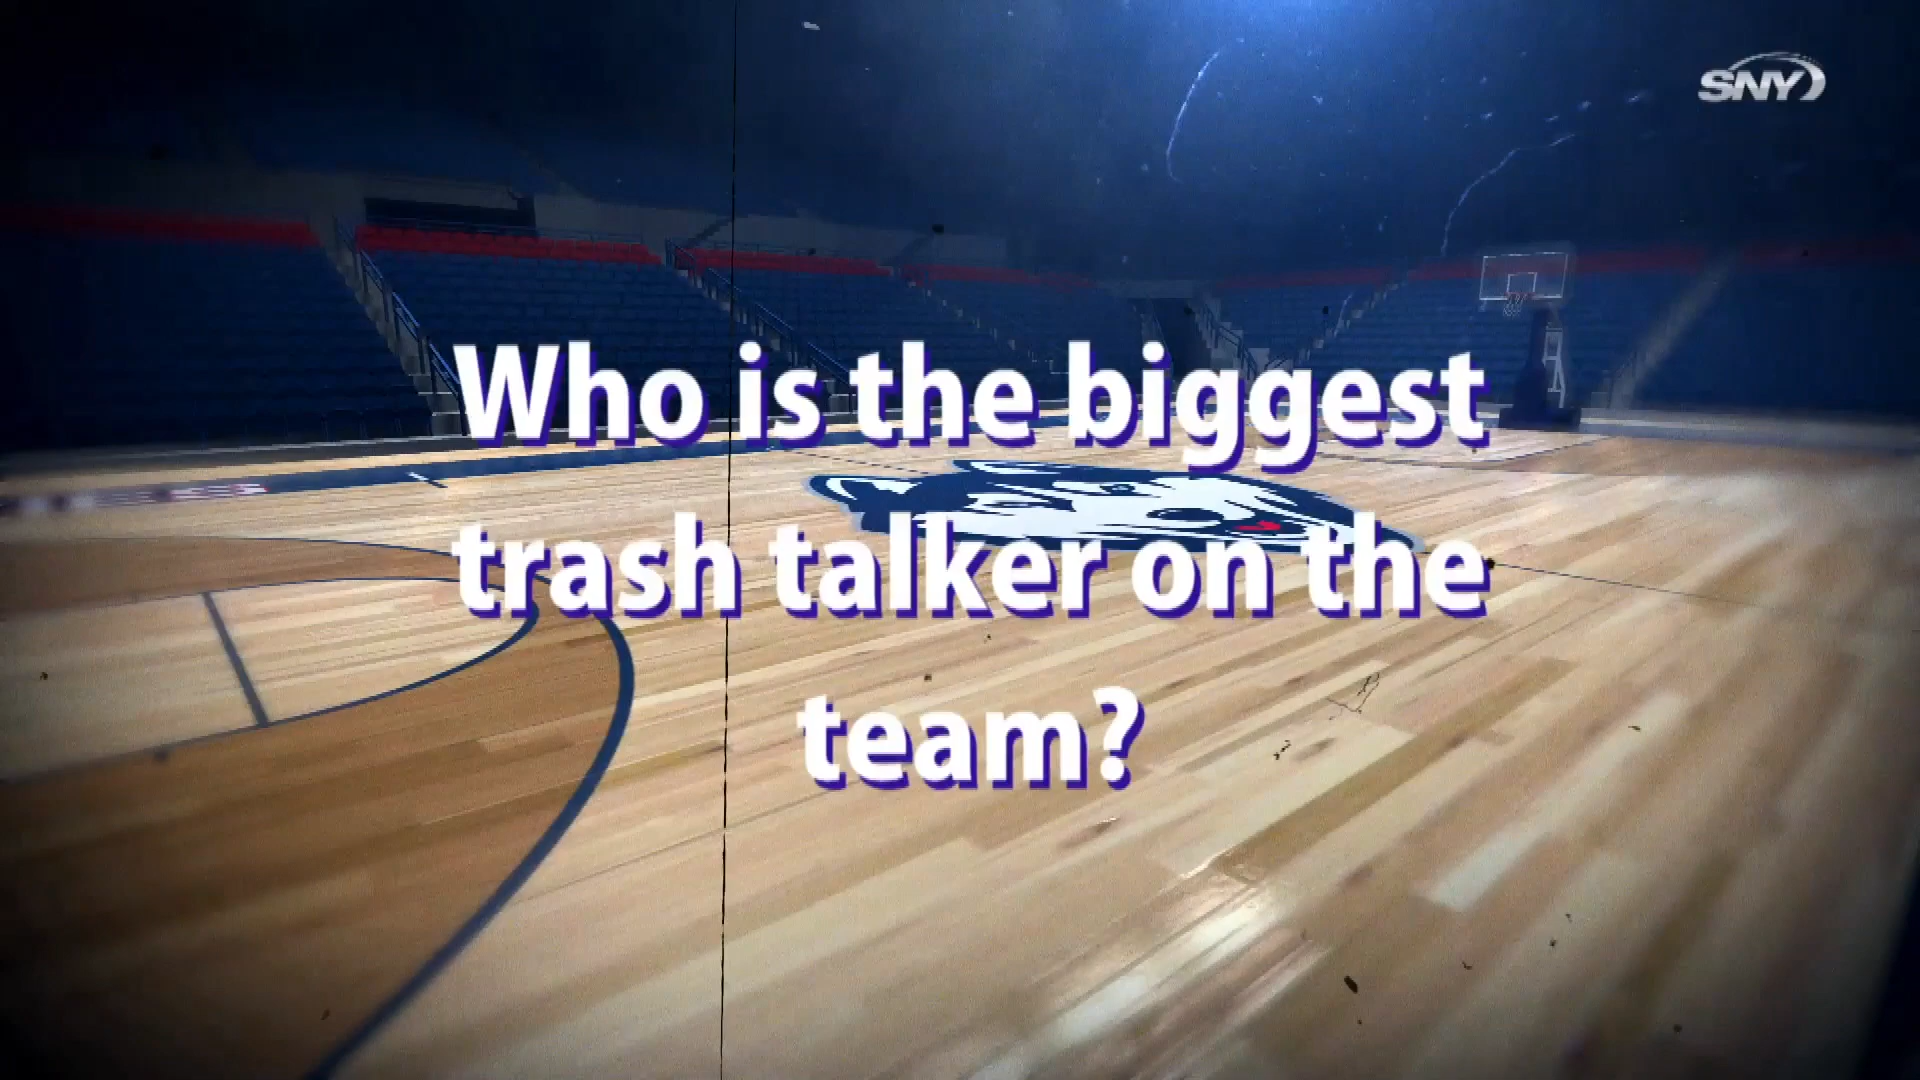 SNY
Who is the biggest
trash talker on the
team?